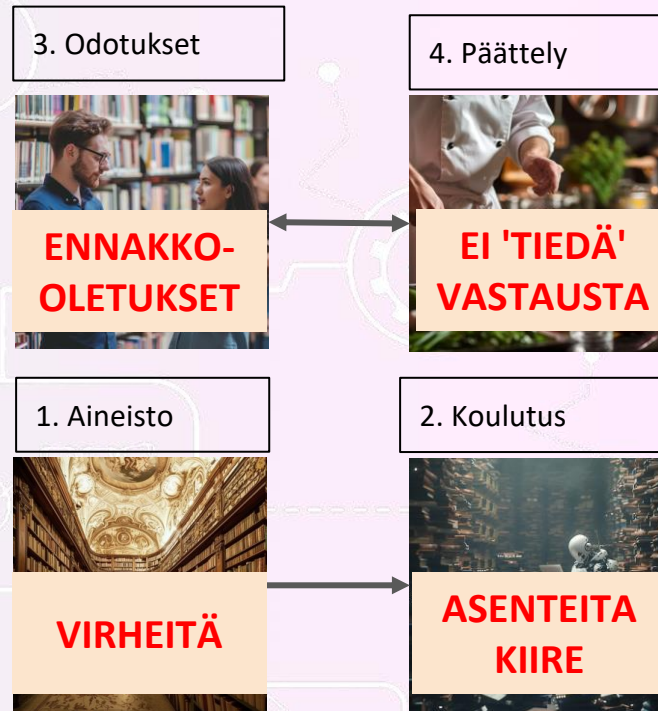 3. Odotukset
4. Päättely
ENNAKKO-
OLETUKSET
EI 'TIEDÄ'
VASTAUSTA
1. Aineisto
2. Koulutus
VIRHEITÄ
ASENTEITA
KIIRE